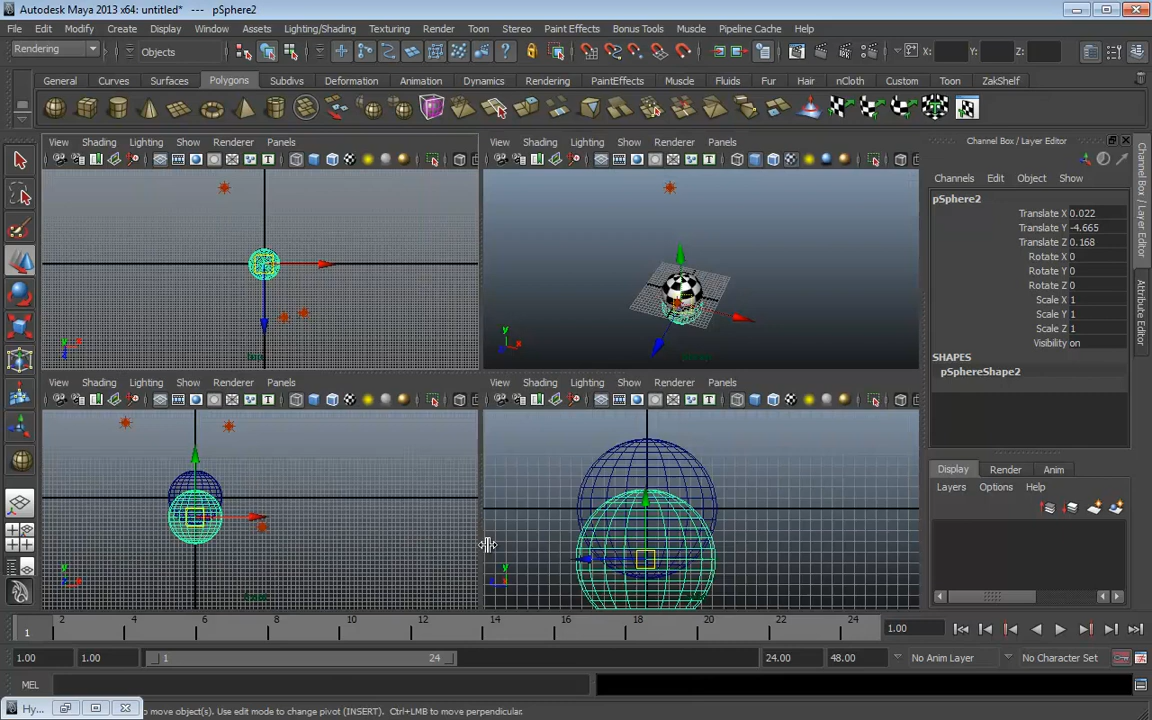 Autodesk Maya 2013 x64: untitled* --- pSphere2
File Edit Modify Create Display Window Assets Lighting/Shading Texturing Render Toon Stereo Paint Effects Bonus Tools Muscle Pipeline Cache Help
Rendering Objects X: Y: Z:
General Curves Surfaces Polygons Subdivs Deformation Animation Dynamics Rendering PaintEffects Muscle Fluids Fur Hair nCloth Custom Toon ZakShelf
View Shading Lighting Show Renderer Panels
View Shading Lighting Show Renderer Panels
Channel Box / Layer Editor
Channels Edit Object Show
pSphere2
Translate X 0.022
Translate Y -4.665
Translate Z 0.168
Rotate X 0
Rotate Y 0
Rotate Z 0
Scale X 1
Scale Y 1
Scale Z 1
Visibility on
SHAPES
pSphereShape2
Channel Box / Layer Editor
Attribute Editor
y
x
y
x
View Shading Lighting Show Renderer Panels
View Shading Lighting Show Renderer Panels
Display Render Anim
Layers Options Help
y
x
y
1 2 4 6 8 10 12 14 16 18 20 22 24 1.00
1.00 1.00 1 24 24.00 48.00 No Anim Layer No Character Set
MEL
Hy... to move object(s). Use edit mode to change pivot (INSERT). Ctrl+LMB to move perpendicular.